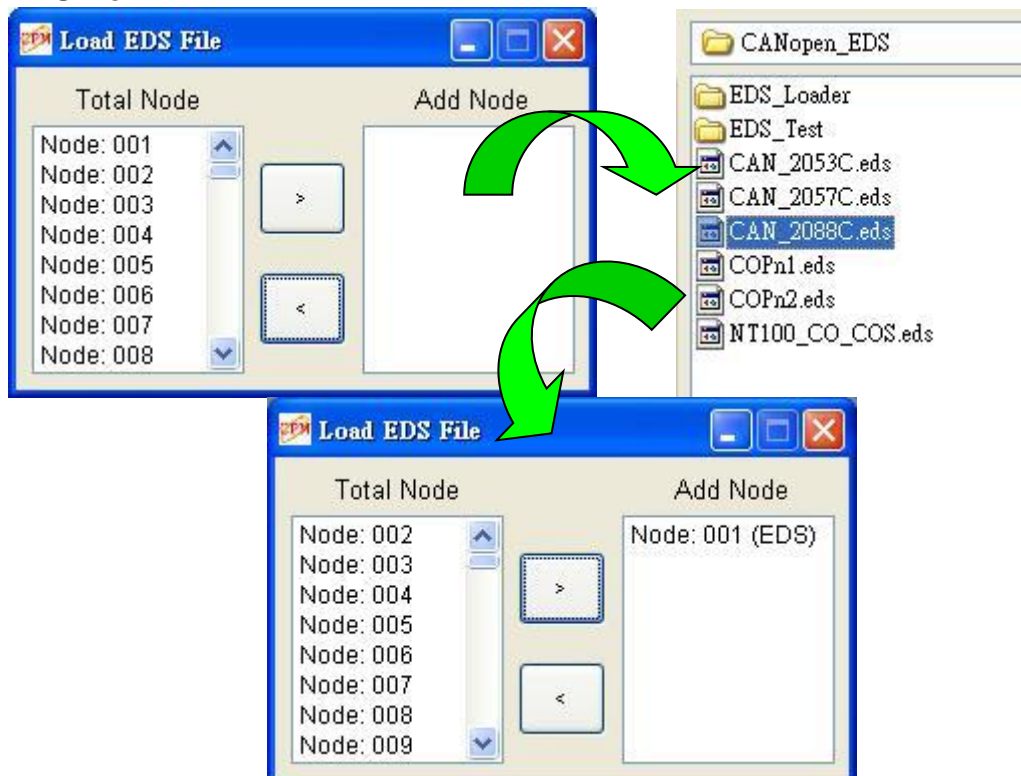 Load EDS File
Total Node
Add Node
Node: 001
Node: 002
Node: 003
Node: 004
Node: 005
Node: 006
Node: 007
Node: 008
>
<
CANopen_EDS
EDS_Loader
EDS_Test
CAN_2053C.eds
CAN_2057C.eds
CAN_2088C.eds
COPn1.eds
COPn2.eds
NT100_CO_COS.eds
Load EDS File
Total Node
Add Node
Node: 002
Node: 003
Node: 004
Node: 005
Node: 006
Node: 007
Node: 008
Node: 009
>
<
Node: 001 (EDS)